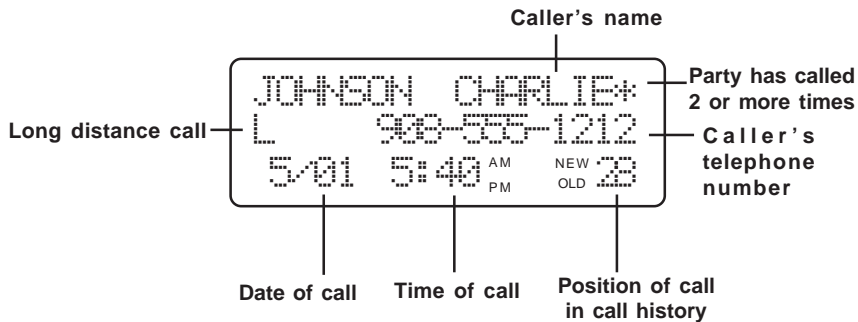 Caller's name
JOHNSON CHARLIE*
Party has called
2 or more times
Long distance call
L 908-555-1212
Caller's
telephone
number
5/01 5:40 AM PM NEW OLD 28
Date of call
Time of call
Position of call
in call history